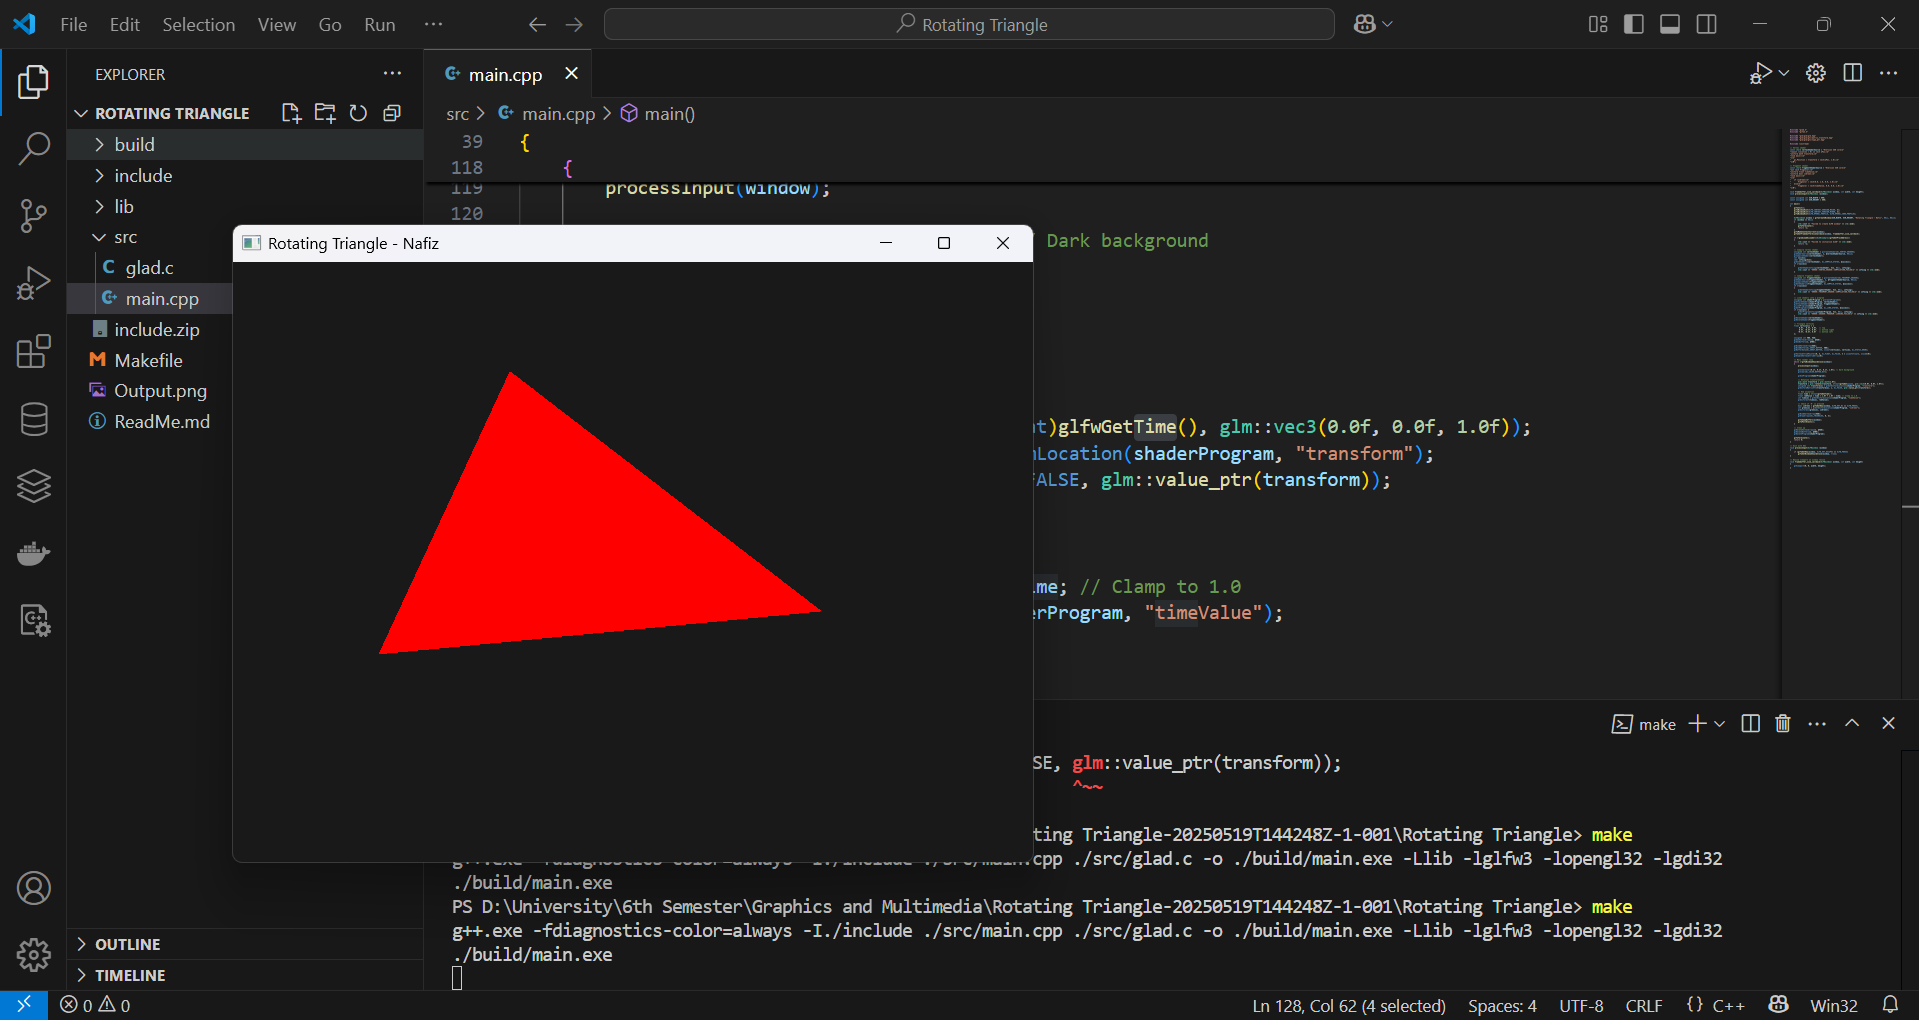 File Edit Selection View Go Run ···
Rotating Triangle
EXPLORER
ROTATING TRIANGLE
build
include
lib
src
C glad.c
main.cpp
include.zip
M Makefile
Output.png
ReadMe.md
OUTLINE
TIMELINE
main.cpp
src > main.cpp > main()
39 {
118 {
119 processInput(window);
120
Dark background
t)glfwGetTime(), glm::vec3(0.0f, 0.0f, 1.0f));
Location(shaderProgram, "transform");
ALSE, glm::value_ptr(transform));
me; // Clamp to 1.0
rProgram, "timeValue");
Rotating Triangle - Nafiz
make
SE, glm::value_ptr(transform));
^~~
ting Triangle-20250519T144248Z-1-001\Rotating Triangle> make
g++.exe -fdiagnostics-color=always -I./include ./src/main.cpp ./src/glad.c -o ./build/main.exe -Llib -lglfw3 -lopengl32 -lgdi32
./build/main.exe
PS D:\University\6th Semester\Graphics and Multimedia\Rotating Triangle-20250519T144248Z-1-001\Rotating Triangle> make
g++.exe -fdiagnostics-color=always -I./include ./src/main.cpp ./src/glad.c -o ./build/main.exe -Llib -lglfw3 -lopengl32 -lgdi32
./build/main.exe
0 0
Ln 128, Col 62 (4 selected) Spaces: 4 UTF-8 CRLF {} C++ Win32